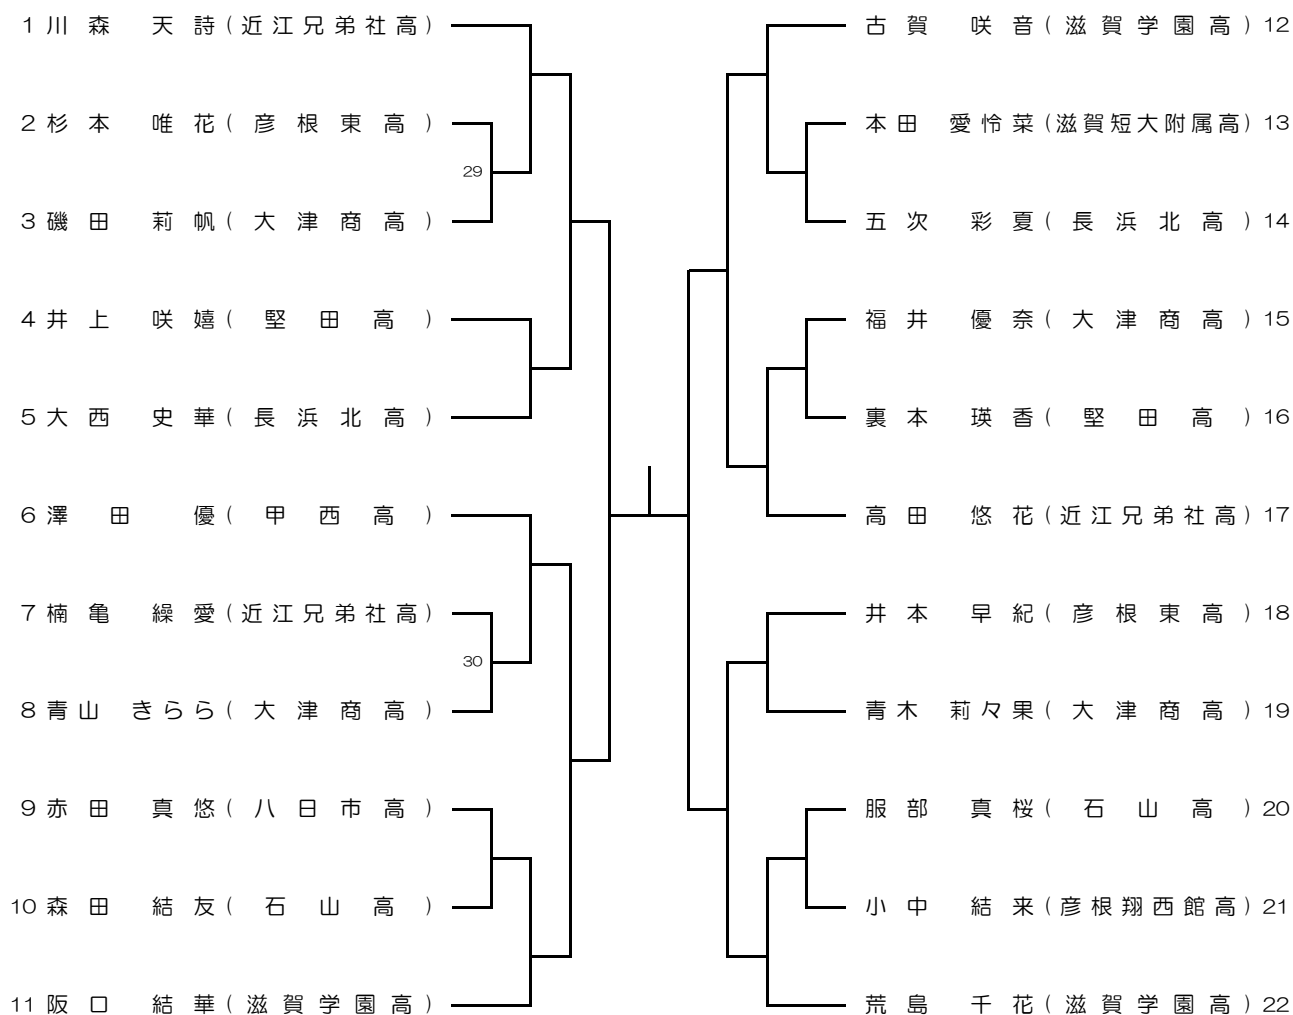 1 川森 天詩(近江兄弟社高)
2 杉本 唯花(彦根東高)
29
3 磯田 莉帆(大津商高)
4 井上 咲嬉(堅田高)
5 大西 史華(長浜北高)
6 澤田 優(甲西高)
7 楠亀 繰愛(近江兄弟社高)
30
8 青山 きらら(大津商高)
9 赤田 真悠(八日市高)
10 森田 結友(石山高)
11 阪口 結華(滋賀学園高)
古賀 咲音(滋賀学園高) 12
本田 愛怜菜(滋賀短大附属高) 13
五次 彩夏(長浜北高) 14
福井 優奈(大津商高) 15
裏本 瑛香(堅田高) 16
高田 悠花(近江兄弟社高) 17
井本 早紀(彦根東高) 18
青木 莉々果(大津商高) 19
服部 真桜(石山高) 20
小中 結来(彦根翔西館高) 21
荒島 千花(滋賀学園高) 22